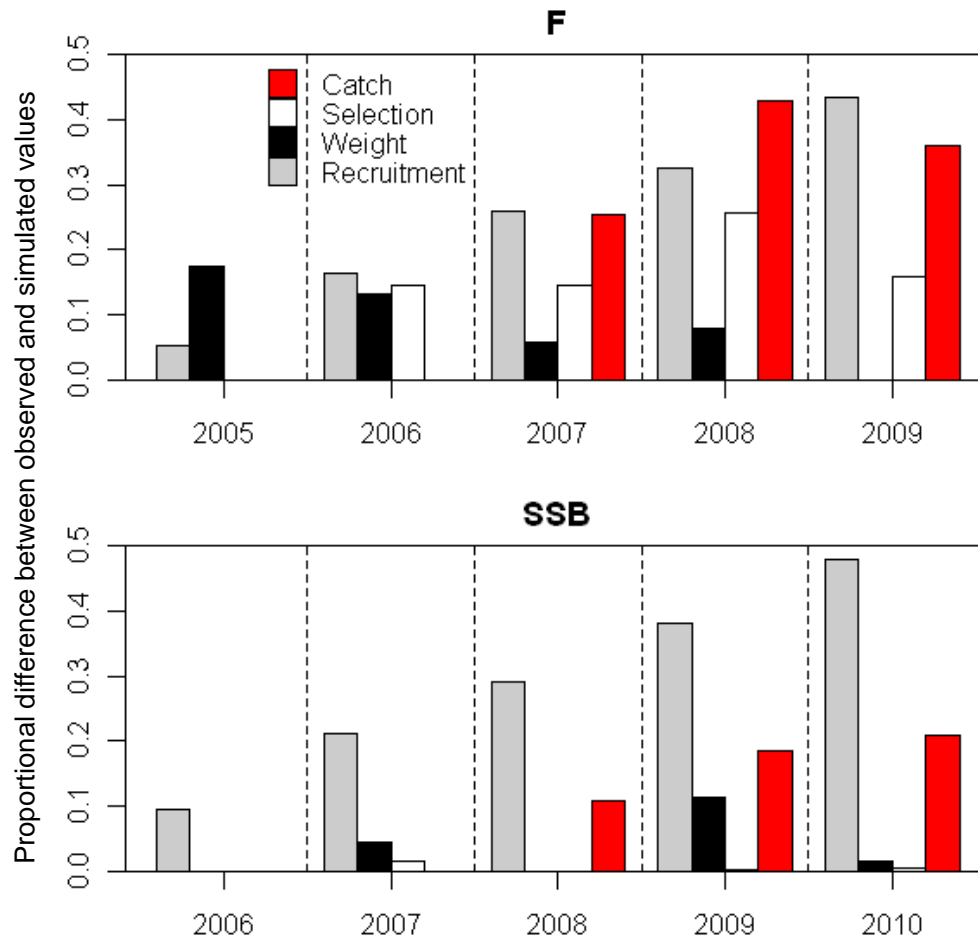 F
Proportional difference between observed and simulated values
0.5
0.4
0.3
0.2
0.1
0.0
Catch
Selection
Weight
Recruitment
2005 2006 2007 2008 2009
SSB
0.5
0.4
0.3
0.2
0.1
0.0
2006 2007 2008 2009 2010